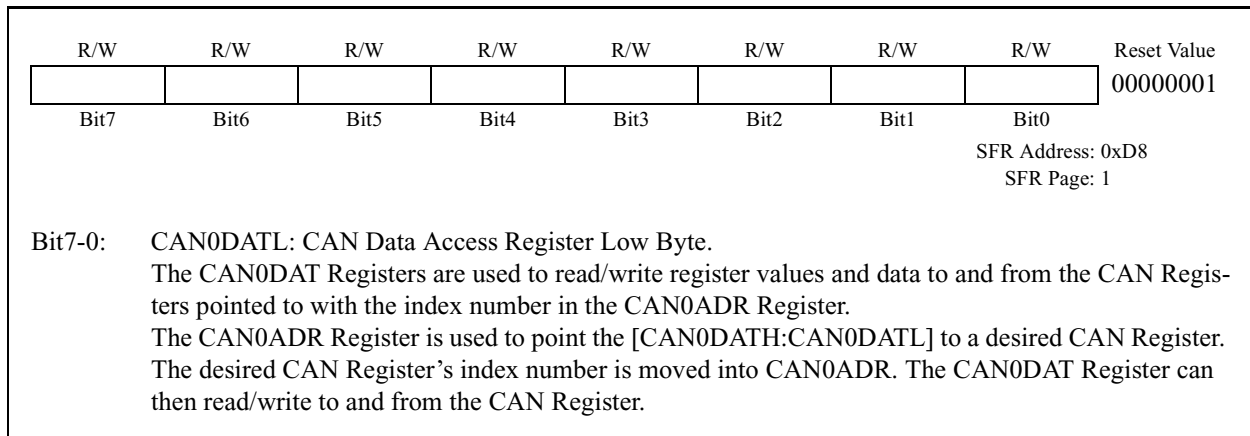 R/W R/W R/W R/W R/W R/W R/W R/W Reset Value
00000001
Bit7 Bit6 Bit5 Bit4 Bit3 Bit2 Bit1 Bit0
SFR Address: 0xD8
SFR Page: 1
Bit7-0: CAN0DATL: CAN Data Access Register Low Byte.
The CAN0DAT Registers are used to read/write register values and data to and from the CAN Regis-
ters pointed to with the index number in the CAN0ADR Register.
The CAN0ADR Register is used to point the [CAN0DATH:CAN0DATL] to a desired CAN Register.
The desired CAN Register’s index number is moved into CAN0ADR. The CAN0DAT Register can
then read/write to and from the CAN Register.